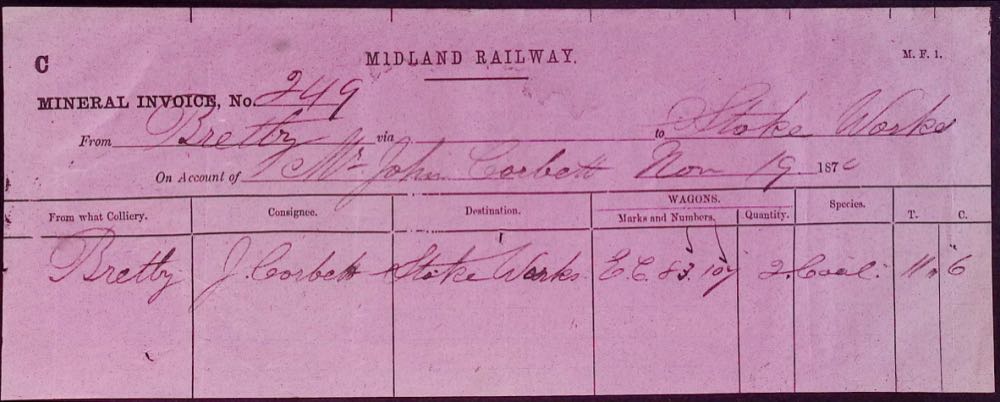 C
MIDLAND RAILWAY.
M. F. 1.
MINERAL INVOICE, No. 249
From Bretby via to Stoke Works
On Account of Mr John Corbett Nov 19 187
From what Colliery. Consignee. Destination. WAGONS. Marks and Numbers. Quantity. Species. T. C.
Bretby J. Corbett Stoke Works E. C. 83. 107 2. Coal. 11 " 6